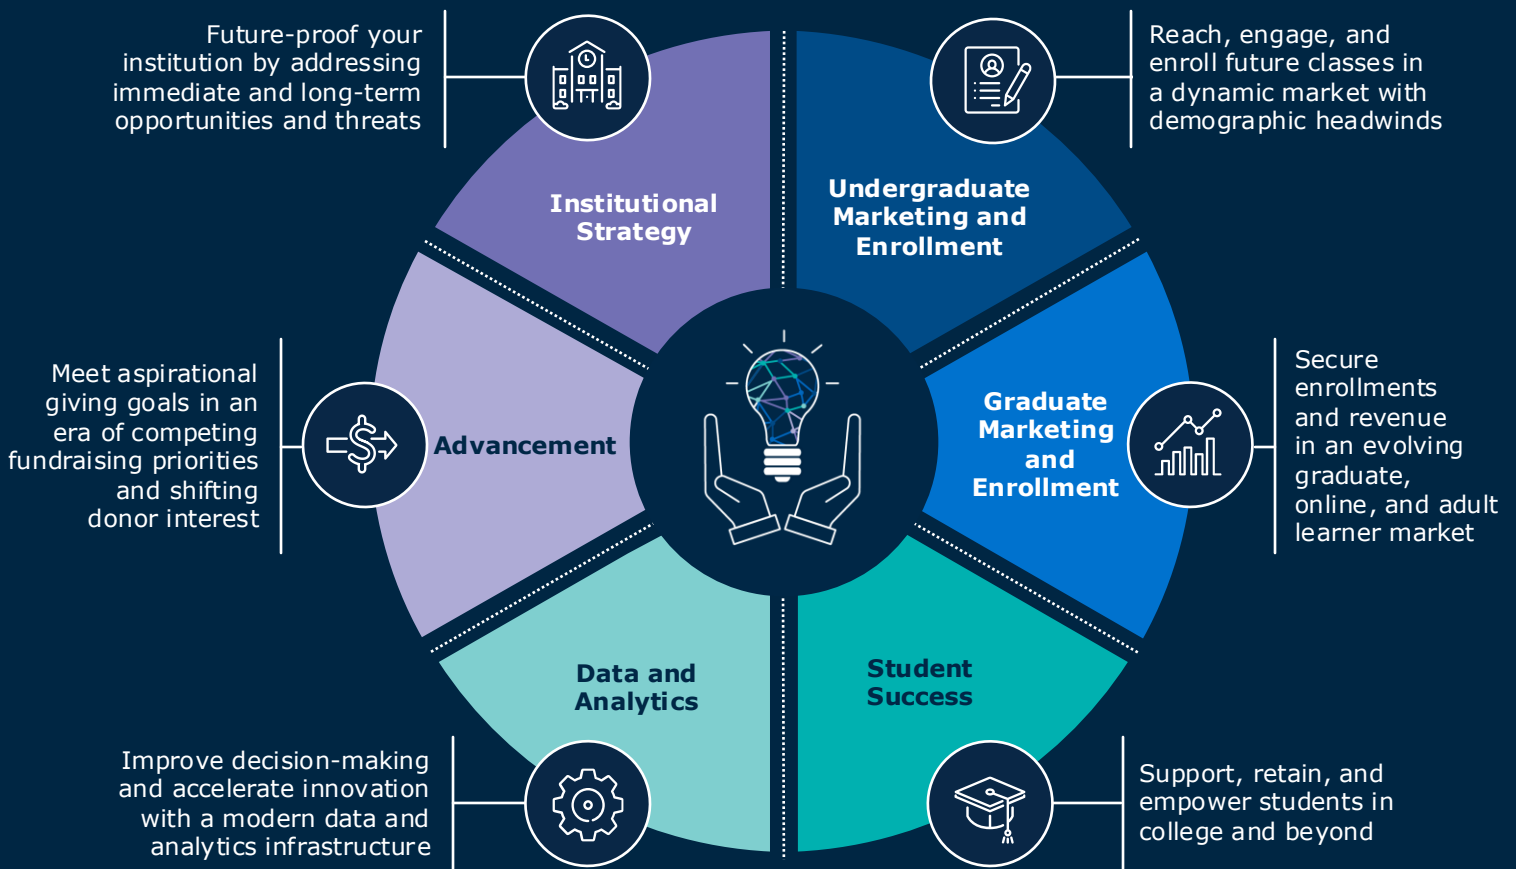 Future-proof your
institution by addressing
immediate and long-term
opportunities and threats
Institutional
Strategy
Undergraduate
Marketing and
Enrollment
Reach, engage, and
enroll future classes in
a dynamic market with
demographic headwinds
Meet aspirational
giving goals in an
era of competing
fundraising priorities
and shifting
donor interest
Advancement
Graduate
Marketing
and
Enrollment
Secure
enrollments
and revenue
in an evolving
graduate,
online, and adult
learner market
Improve decision-making
and accelerate innovation
with a modern data and
analytics infrastructure
Data and
Analytics
Student
Success
Support, retain, and
empower students in
college and beyond